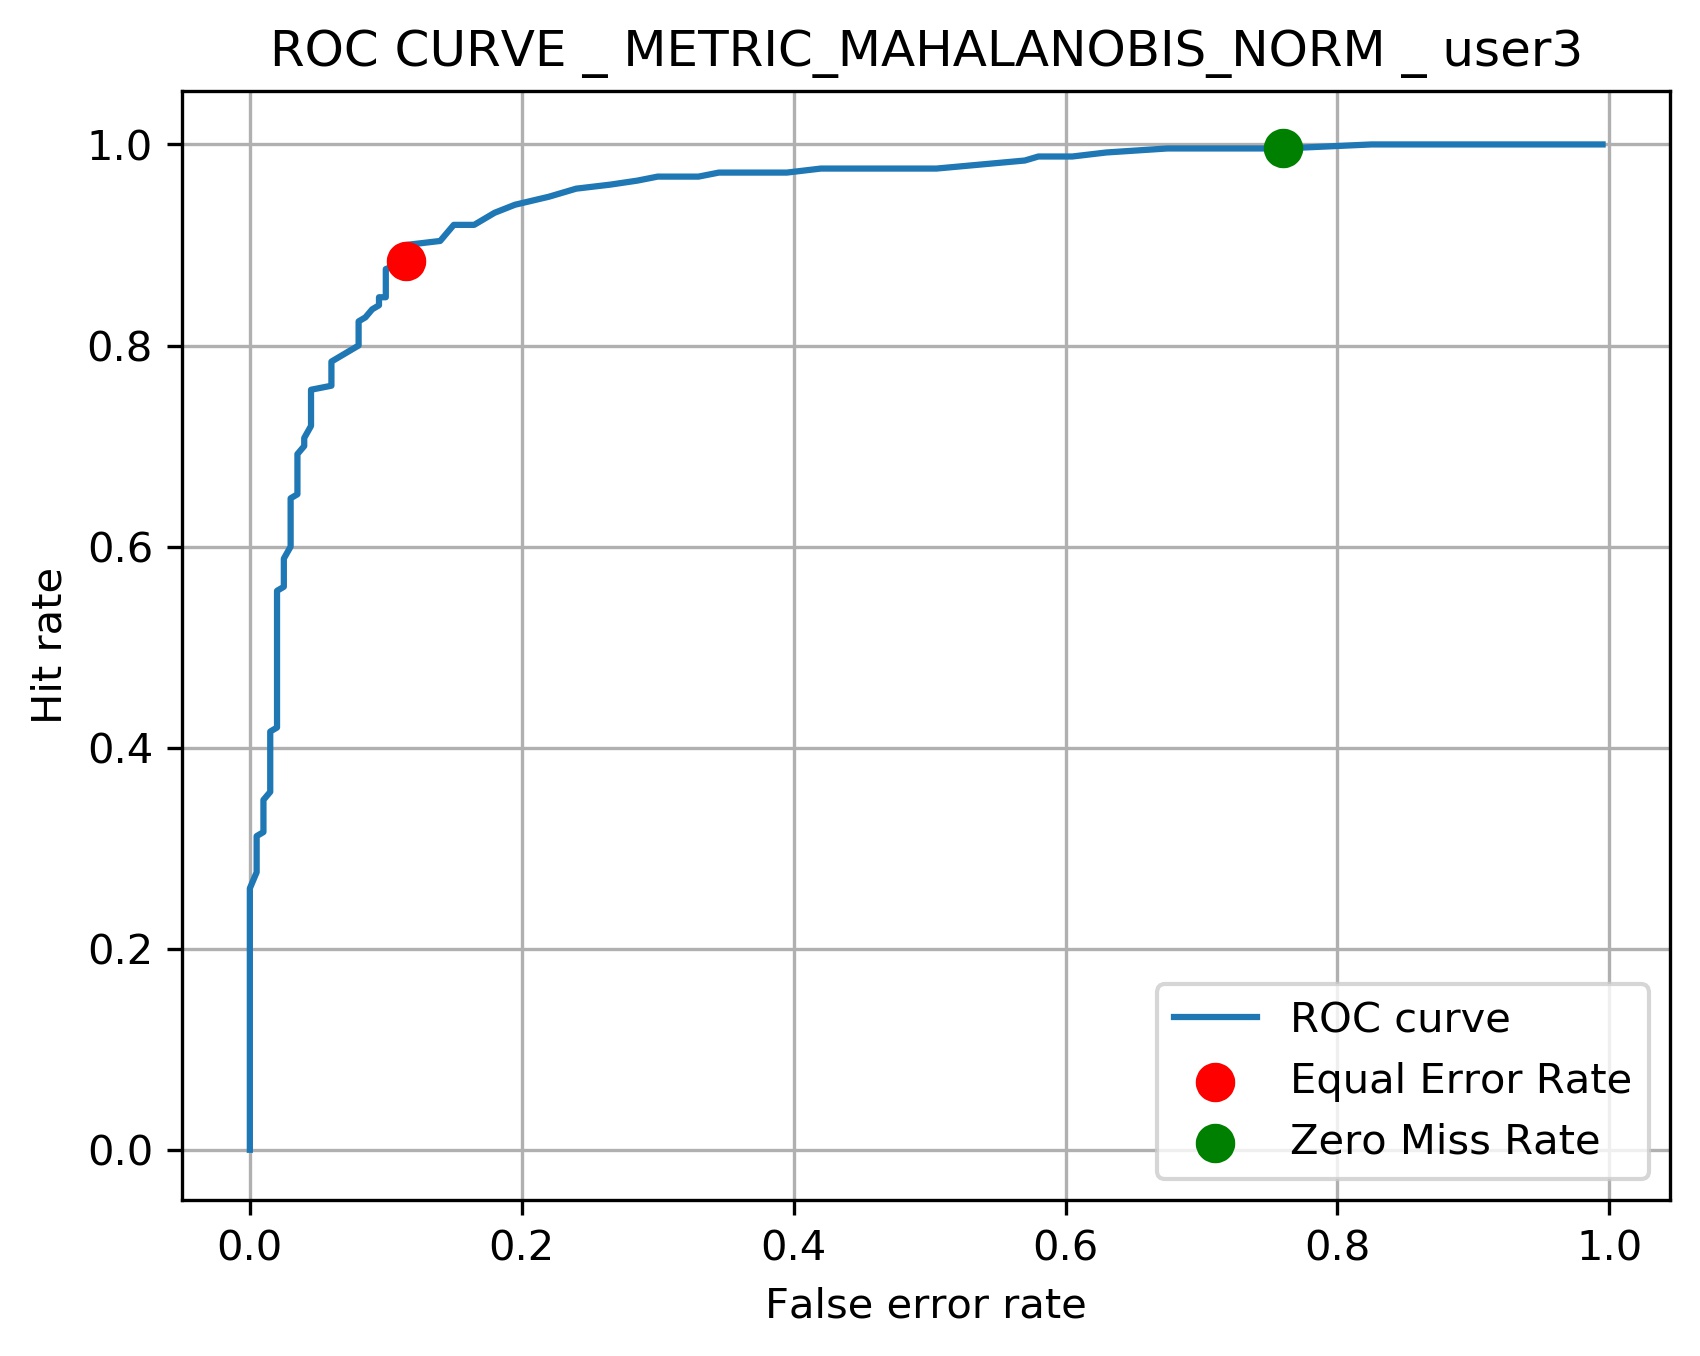 ROC CURVE _ METRIC_MAHALANOBIS_NORM _ user3
1.0
0.8
0.6
0.4
0.2
0.0
Hit rate
ROC curve
Equal Error Rate
Zero Miss Rate
0.0 0.2 0.4 0.6 0.8 1.0
False error rate